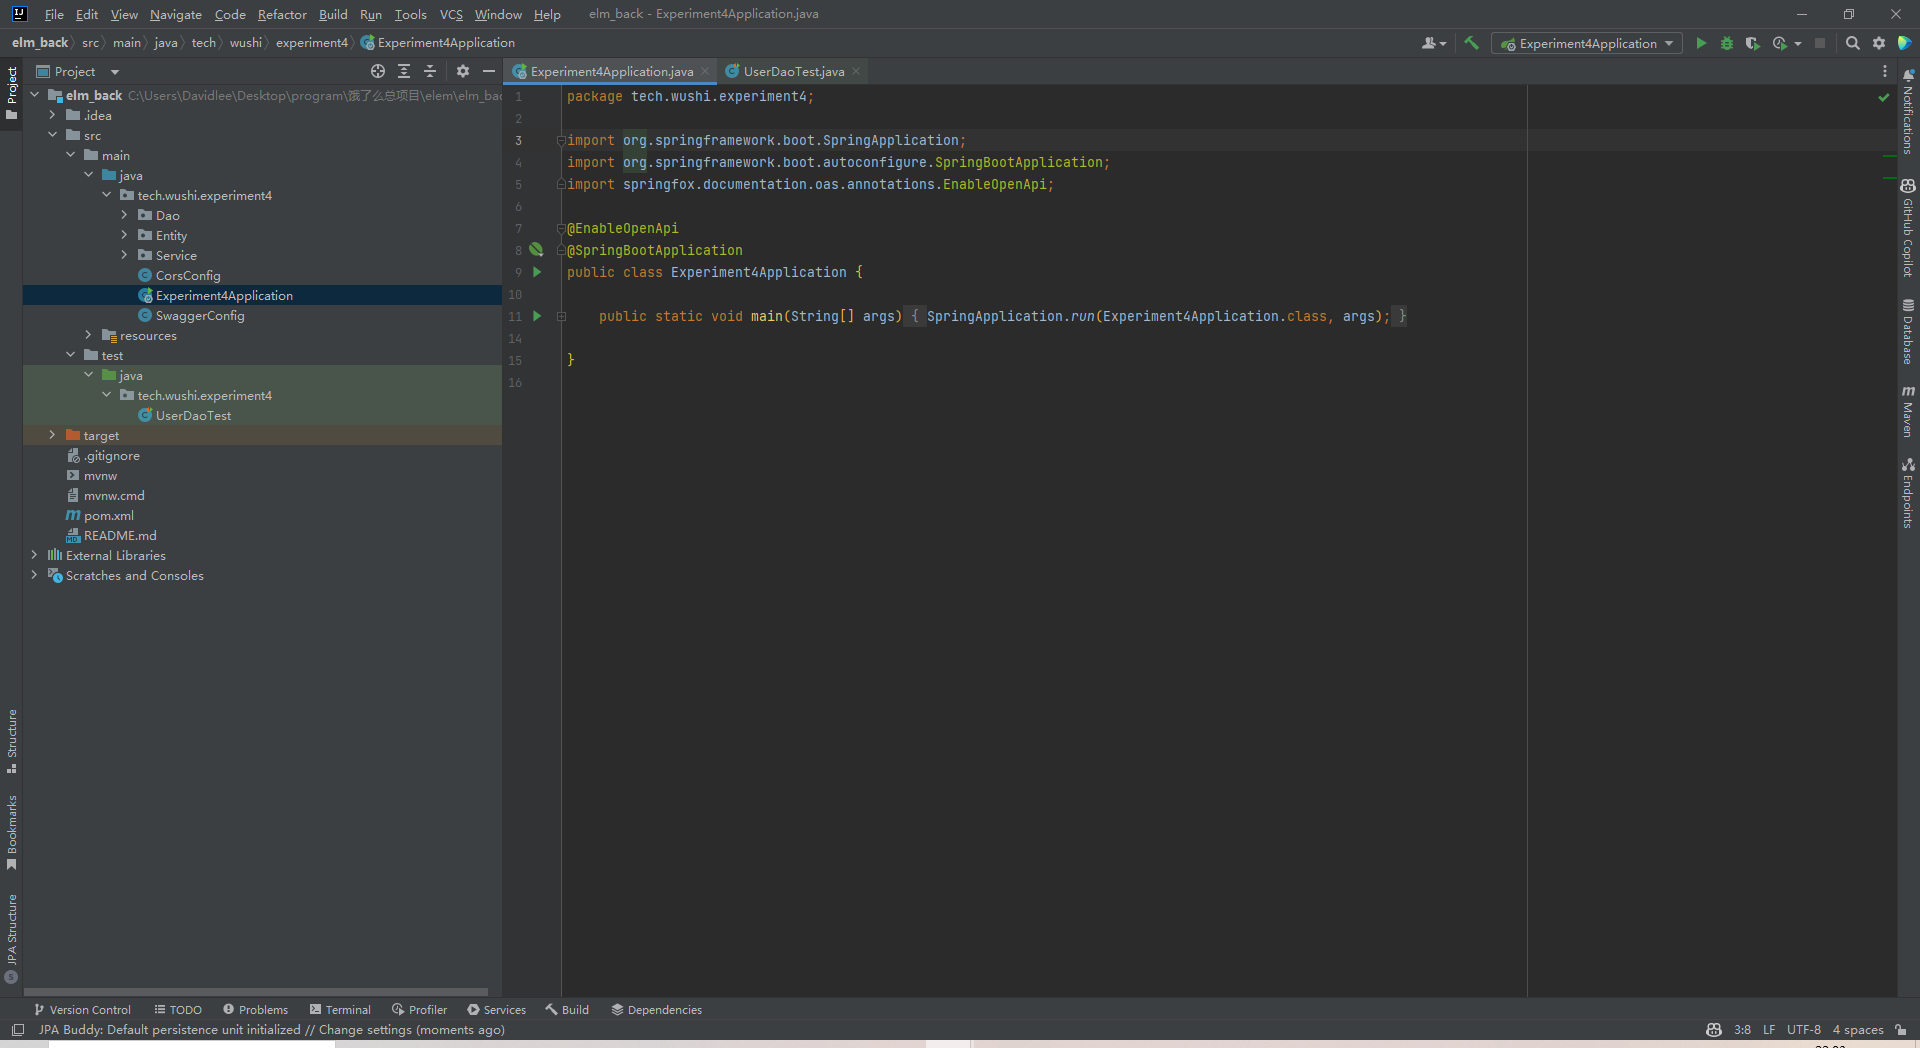 File Edit View Navigate Code Refactor Build Run Tools VCS Window Help elm_back - Experiment4Application.java
elm_back src main java tech wushi experiment4 Experiment4Application
Experiment4Application
Project
Experiment4Application.java
UserDaoTest.java
elm_back C:\Users\Davidlee\Desktop\program\饿了么总项目\elem\elm_bac
.idea
src
main
java
tech.wushi.experiment4
Dao
Entity
Service
CorsConfig
Experiment4Application
SwaggerConfig
resources
test
java
tech.wushi.experiment4
UserDaoTest
target
.gitignore
mvnw
mvnw.cmd
pom.xml
README.md
External Libraries
Scratches and Consoles
1 package tech.wushi.experiment4;
2
3 import org.springframework.boot.SpringApplication;
4 import org.springframework.boot.autoconfigure.SpringBootApplication;
5 import springfox.documentation.oas.annotations.EnableOpenApi;
6
7 @EnableOpenApi
8 @SpringBootApplication
9 public class Experiment4Application {
10
11 public static void main(String[] args) { SpringApplication.run(Experiment4Application.class, args); }
14
15 }
16
Project
Structure
Bookmarks
JPA Structure
Notifications
GitHub Copilot
Database
Maven
Endpoints
Version Control TODO Problems Terminal Profiler Services Build Dependencies
JPA Buddy: Default persistence unit initialized // Change settings (moments ago) 3:8 LF UTF-8 4 spaces